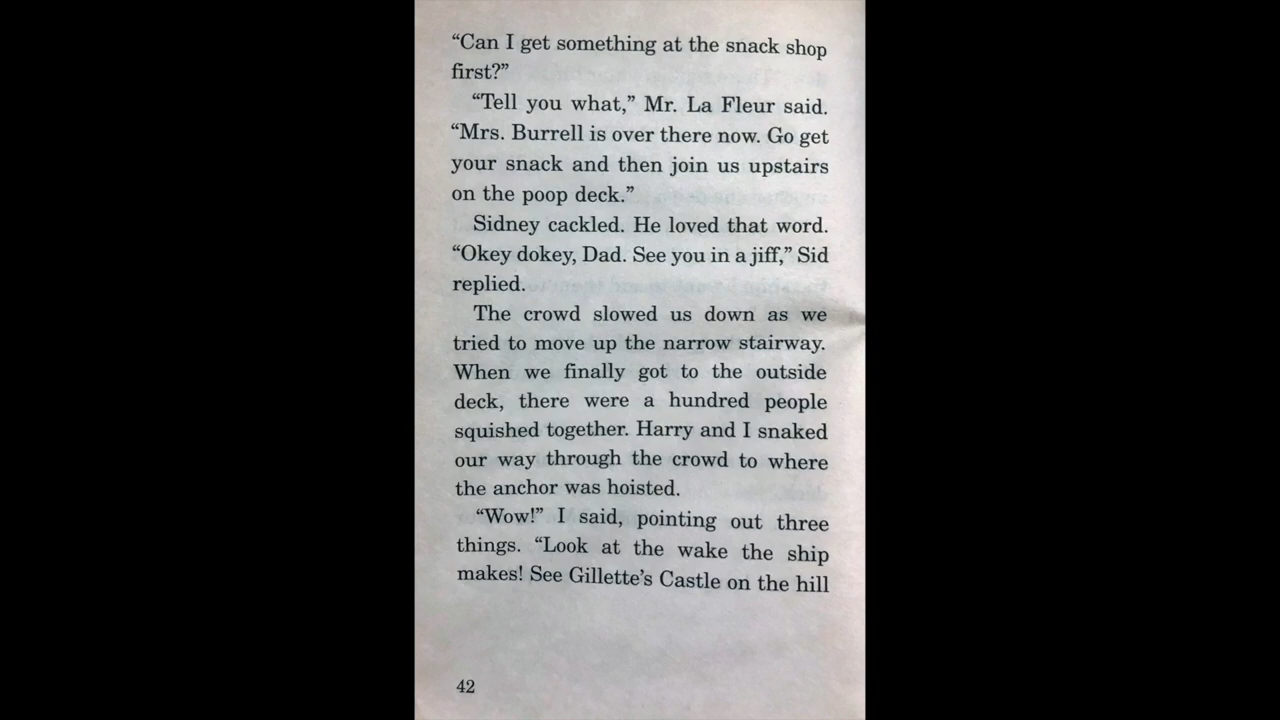 “Can I get something at the snack shop
first?”
“Tell you what,” Mr. La Fleur said.
“Mrs. Burrell is over there now. Go get
your snack and then join us upstairs
on the poop deck.”
Sidney cackled. He loved that word.
“Okey dokey, Dad. See you in a jiff,” Sid
replied.
The crowd slowed us down as we
tried to move up the narrow stairway.
When we finally got to the outside
deck, there were a hundred people
squished together. Harry and I snaked
our way through the crowd to where
the anchor was hoisted.
“Wow!” I said, pointing out three
things. “Look at the wake the ship
makes! See Gillette’s Castle on the hill
42